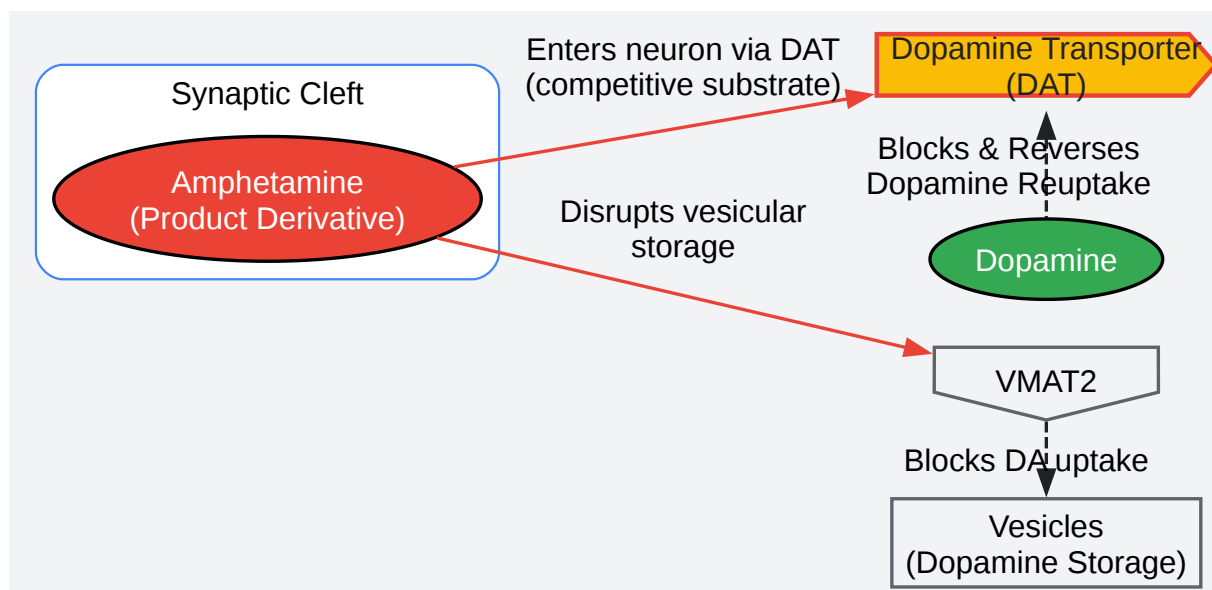 Enters neuron via DAT
(competitive substrate)
Dopamine Transporter
(DAT)
Synaptic Cleft
Amphetamine
(Product Derivative)
Blocks & Reverses
Dopamine Reuptake
Disrupts vesicular
storage
Dopamine
VMAT2
Blocks DA uptake
Vesicles
(Dopamine Storage)